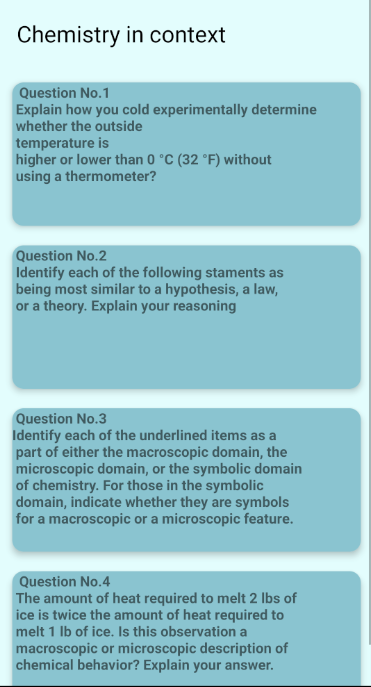 Chemistry in context
Question No.1
Explain how you cold experimentally determine
whether the outside
temperature is
higher or lower than 0 °C (32 °F) without
using a thermometer?
Question No.2
Identify each of the following staments as
being most similar to a hypothesis, a law,
or a theory. Explain your reasoning
Question No.3
Identify each of the underlined items as a
part of either the macroscopic domain, the
microscopic domain, or the symbolic domain
of chemistry. For those in the symbolic
domain, indicate whether they are symbols
for a macroscopic or a microscopic feature.
Question No.4
The amount of heat required to melt 2 lbs of
ice is twice the amount of heat required to
melt 1 lb of ice. Is this observation a
macroscopic or microscopic description of
chemical behavior? Explain your answer.